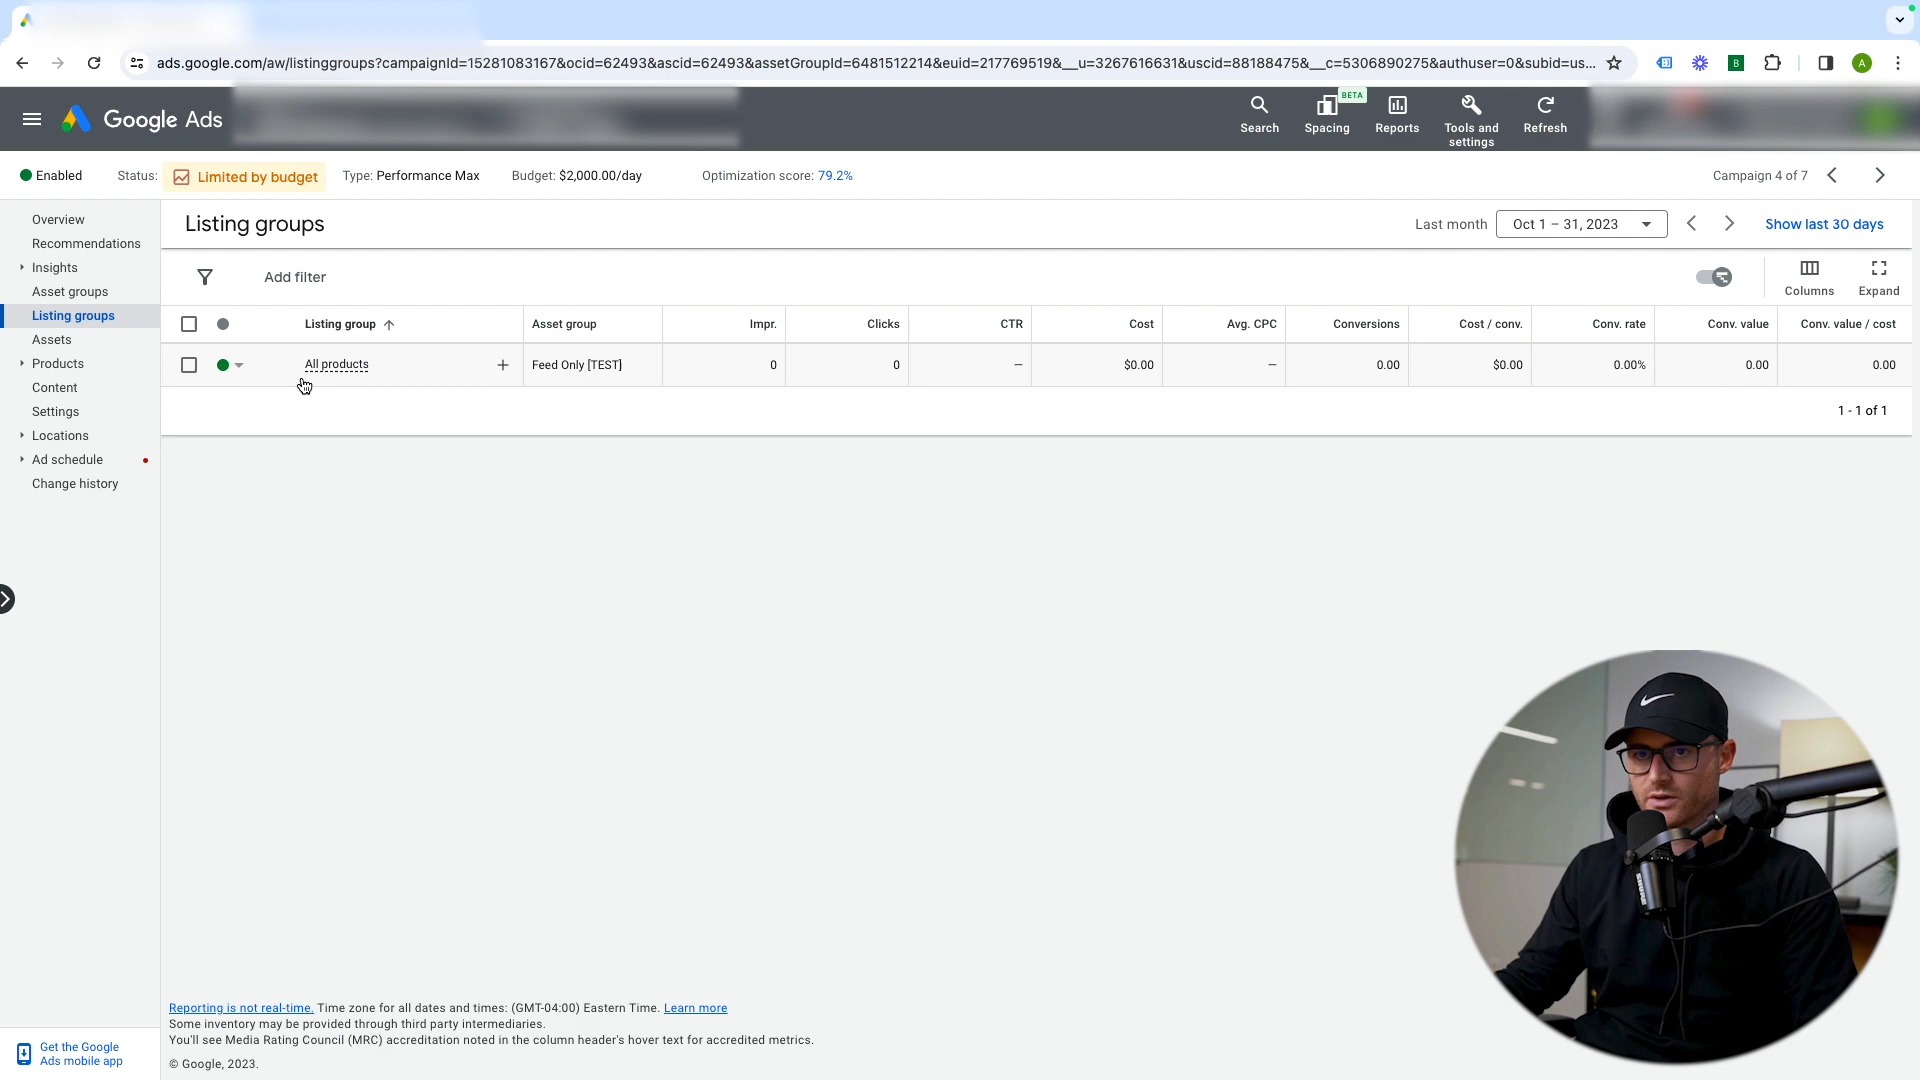 ads.google.com/aw/listinggroups?campaignId=15281083167&ocid=62493&ascid=62493&assetGroupId=6481512214&euid=217769519&__u=3267616631&uscid=88188475&__c=5306890275&authuser=0&subid=us...
B
A
Google Ads
Search
BETA
Spacing
Reports
Tools and
settings
Refresh
Enabled
Status:
Limited by budget
Type: Performance Max
Budget: $2,000.00/day
Optimization score: 79.2%
Campaign 4 of 7
Overview
Recommendations
Insights
Asset groups
Listing groups
Assets
Products
Content
Settings
Locations
Ad schedule
Change history
Listing groups
Last month
Oct 1 – 31, 2023
Show last 30 days
Add filter
Columns
Expand
Listing group
Asset group
Impr.
Clicks
CTR
Cost
Avg. CPC
Conversions
Cost / conv.
Conv. rate
Conv. value
Conv. value / cost
All products
Feed Only [TEST]
0
0
—
$0.00
—
0.00
$0.00
0.00%
0.00
0.00
1 - 1 of 1
SHURE
Reporting is not real-time. Time zone for all dates and times: (GMT-04:00) Eastern Time. Learn more
Some inventory may be provided through third party intermediaries.
You'll see Media Rating Council (MRC) accreditation noted in the column header's hover text for accredited metrics.
© Google, 2023.
Get the Google
Ads mobile app